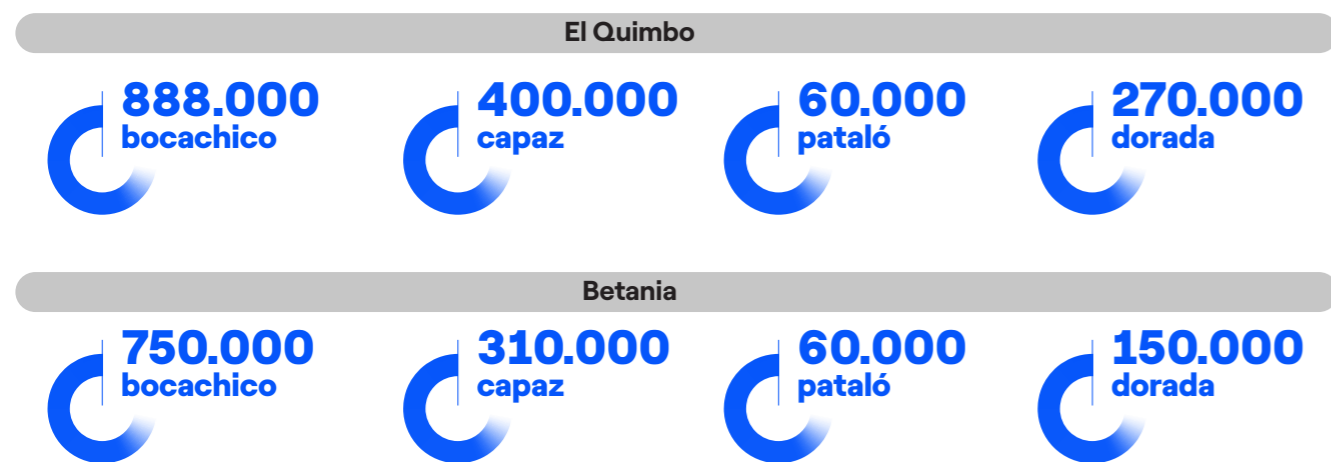 El Quimbo
888.000
bocachico
400.000
capaz
60.000
pataló
270.000
dorada
Betania
750.000
bocachico
310.000
capaz
60.000
pataló
150.000
dorada